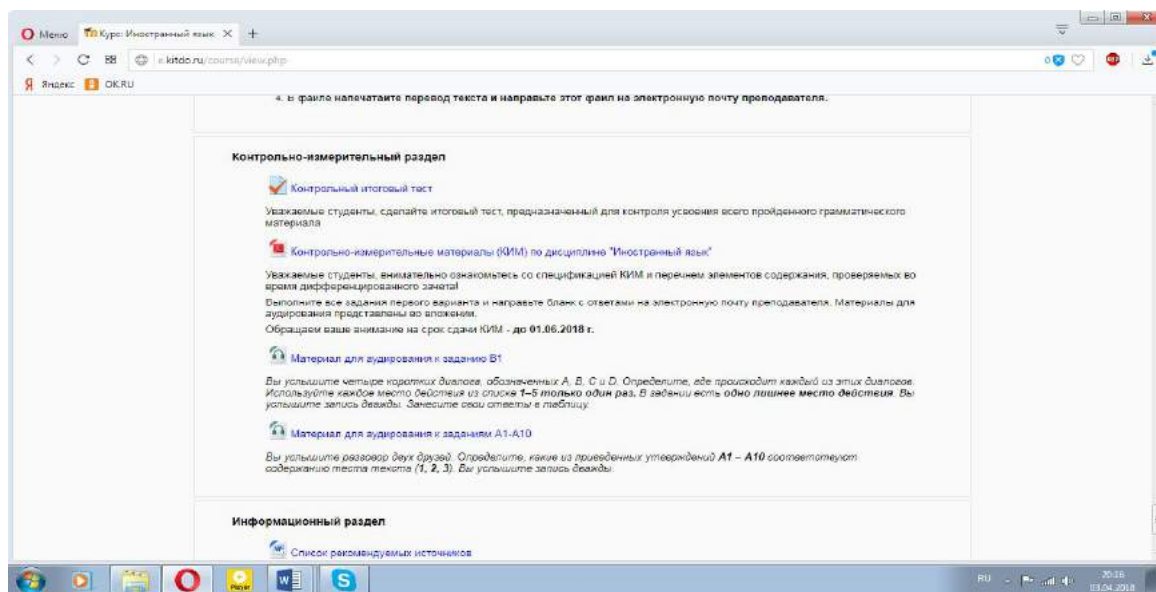 Меню
Курс: Иностранный язык
e.kitdo.ru/course/view.php
Яндекс
OK.RU
4. В файле напечатайте перевод текста и направьте этот файл на электронную почту преподавателя.
Контрольно-измерительный раздел
Контрольный итоговый тест
Уважаемые студенты, сделайте итоговый тест, предназначенный для контроля усвоения всего пройденного грамматического
материала
Контрольно-измерительные материалы (КИМ) по дисциплине "Иностранный язык"
Уважаемые студенты, внимательно ознакомьтесь со спецификацией КИМ и перечнем элементов содержания, проверяемых во
время дифференцированного зачета!
Выполните все задания первого варианта и направьте бланк с ответами на электронную почту преподавателя. Материалы для
аудирования представлены во вложении.
Обращаем ваше внимание на срок сдачи КИМ - до 01.06.2018 г.
Материал для аудирования к заданию В1
Вы услышите четыре коротких диалога, обозначенных A, B, C и D. Определите, где происходит каждый из этих диалогов.
Используйте каждое место действия из списка 1–5 только один раз. В задании есть одно лишнее место действия. Вы
услышите запись дважды. Занесите свои ответы в таблицу.
Материал для аудирования к заданиям А1-А10
Вы услышите разговор двух друзей. Определите, какие из приведенных утверждений А1 – А10 соответствуют
содержанию теста текста (1, 2, 3). Вы услышите запись дважды.
Информационный раздел
Список рекомендуемых источников
Player
RU
20:16
03.04.2018